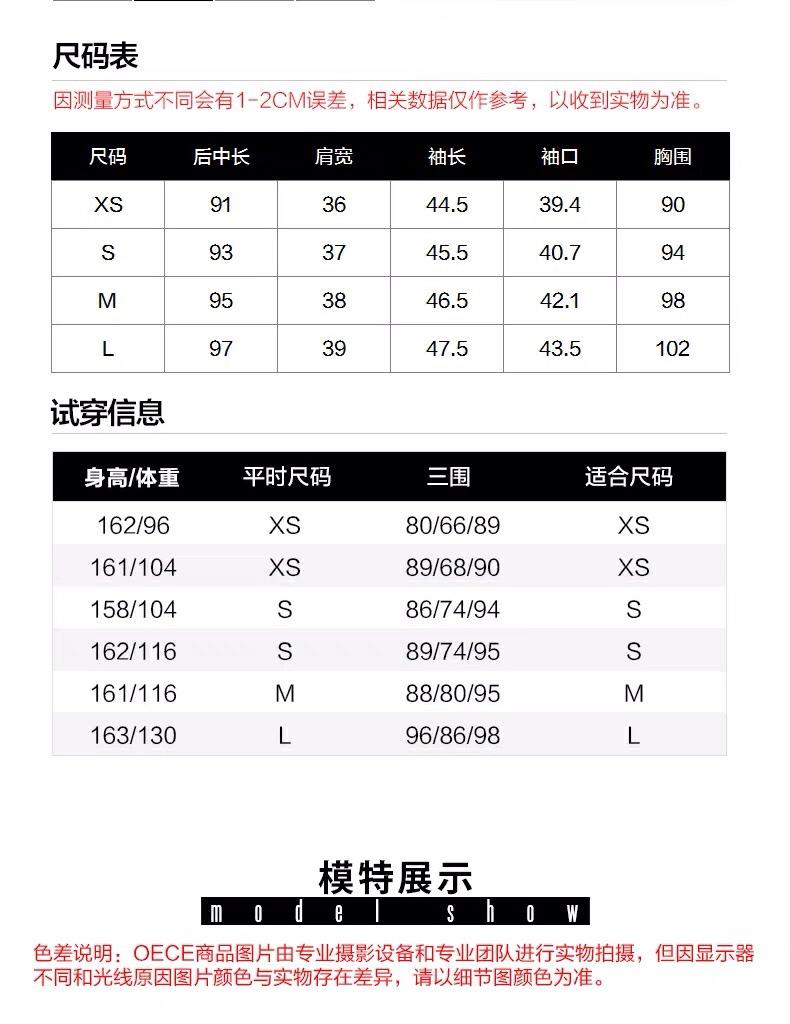 尺码表
因测量方式不同会有1-2CM误差，相关数据仅作参考，以收到实物为准。
尺码 后中长 肩宽 袖长 袖口 胸围
XS 91 36 44.5 39.4 90
S 93 37 45.5 40.7 94
M 95 38 46.5 42.1 98
L 97 39 47.5 43.5 102
试穿信息
身高/体重 平时尺码 三围 适合尺码
162/96 XS 80/66/89 XS
161/104 XS 89/68/90 XS
158/104 S 86/74/94 S
162/116 S 89/74/95 S
161/116 M 88/80/95 M
163/130 L 96/86/98 L
模特展示
model show
色差说明：OECE商品图片由专业摄影设备和专业团队进行实物拍摄，但因显示器
不同和光线原因图片颜色与实物存在差异，请以细节图颜色为准。